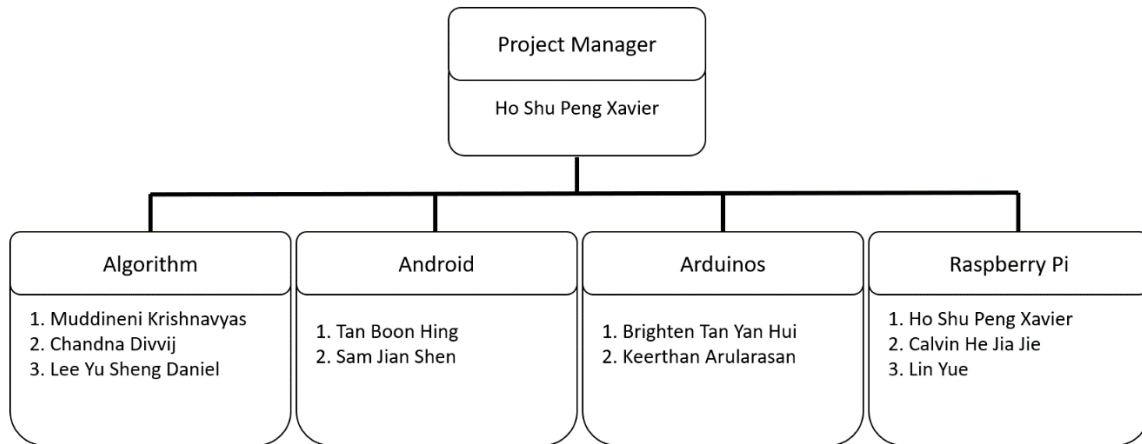 Project Manager
Ho Shu Peng Xavier
Algorithm
1. Muddineni Krishnavyas
2. Chandna Divvij
3. Lee Yu Sheng Daniel
Android
1. Tan Boon Hing
2. Sam Jian Shen
Arduinos
1. Brighten Tan Yan Hui
2. Keerthan Arularasan
Raspberry Pi
1. Ho Shu Peng Xavier
2. Calvin He Jia Jie
3. Lin Yue